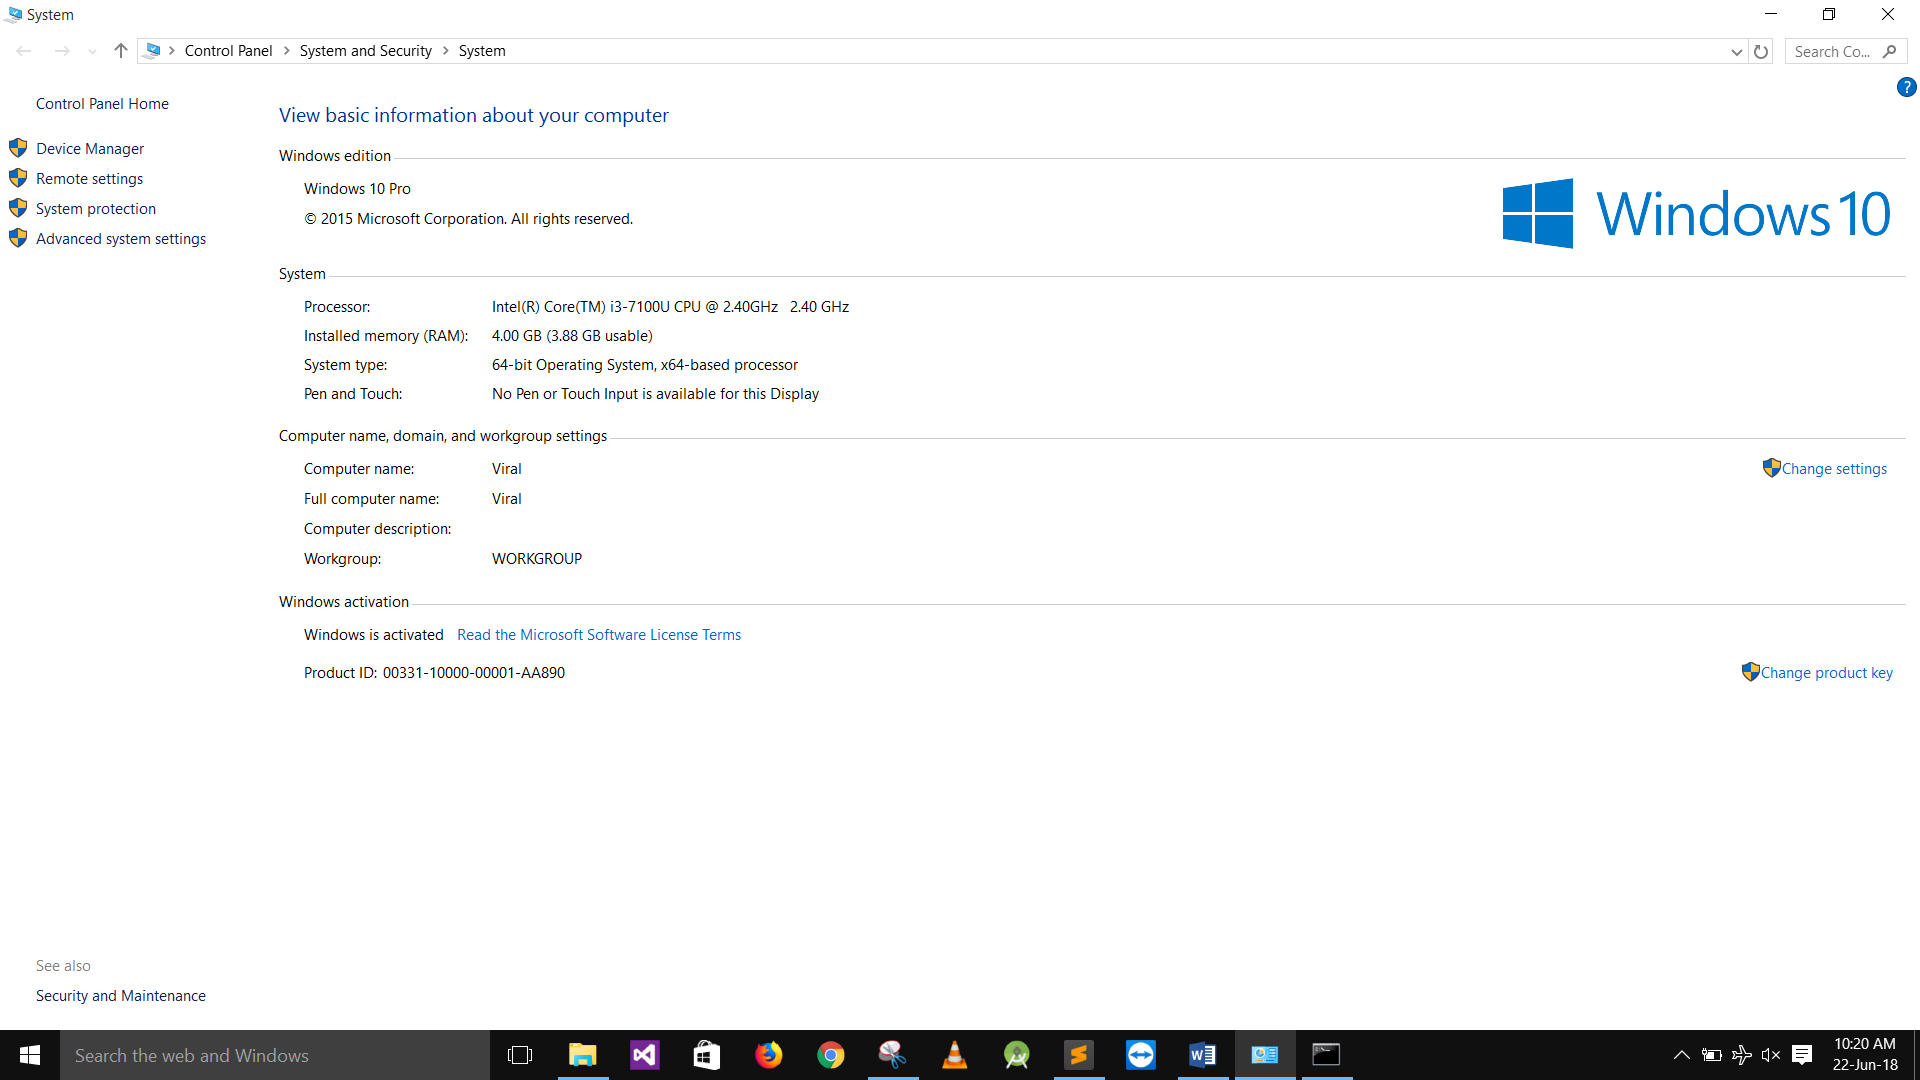 System
Control Panel > System and Security > System
Search Co...
Control Panel Home
Device Manager
Remote settings
System protection
Advanced system settings
View basic information about your computer
Windows edition
Windows 10 Pro
© 2015 Microsoft Corporation. All rights reserved.
Windows 10
System
Processor: Intel(R) Core(TM) i3-7100U CPU @ 2.40GHz 2.40 GHz
Installed memory (RAM): 4.00 GB (3.88 GB usable)
System type: 64-bit Operating System, x64-based processor
Pen and Touch: No Pen or Touch Input is available for this Display
Computer name, domain, and workgroup settings
Computer name: Viral
Change settings
Full computer name: Viral
Computer description:
Workgroup: WORKGROUP
Windows activation
Windows is activated Read the Microsoft Software License Terms
Product ID: 00331-10000-00001-AA890
Change product key
See also
Security and Maintenance
Search the web and Windows
10:20 AM
22-Jun-18